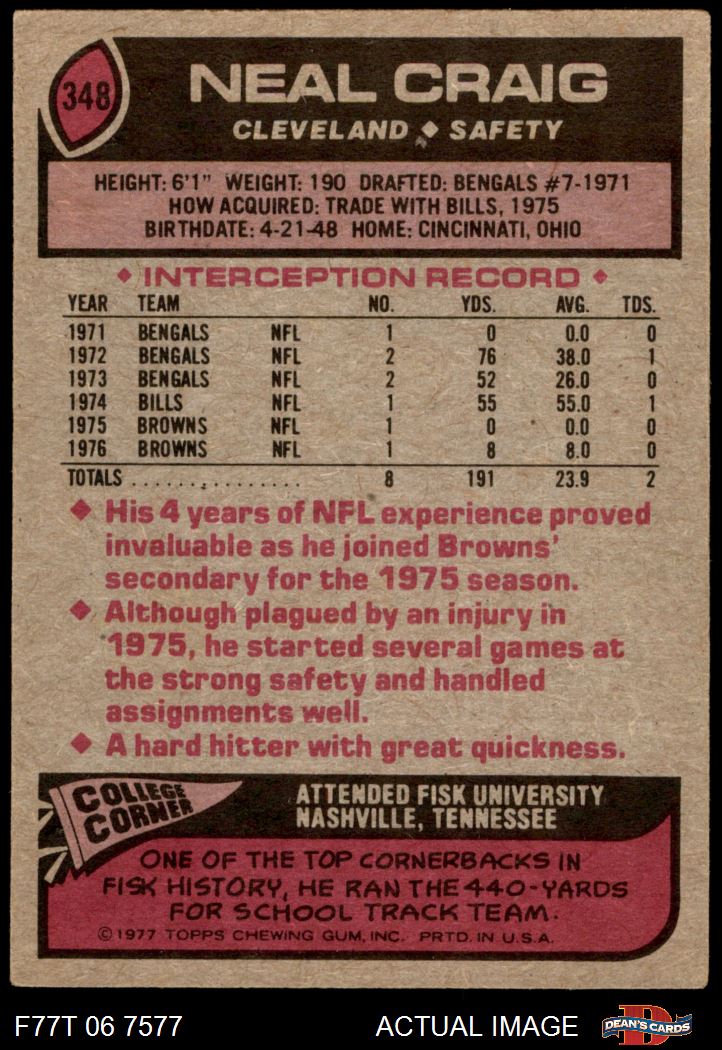 348
NEAL CRAIG
CLEVELAND ◆ SAFETY
HEIGHT: 6'1" WEIGHT: 190 DRAFTED: BENGALS #7-1971
HOW ACQUIRED: TRADE WITH BILLS, 1975
BIRTHDATE: 4-21-48 HOME: CINCINNATI, OHIO
◆ INTERCEPTION RECORD ◆
YEAR TEAM NO. YDS. AVG. TDS.
1971 BENGALS NFL 1 0 0.0 0
1972 BENGALS NFL 2 76 38.0 1
1973 BENGALS NFL 2 52 26.0 0
1974 BILLS NFL 1 55 55.0 1
1975 BROWNS NFL 1 0 0.0 0
1976 BROWNS NFL 1 8 8.0 0
TOTALS ................ 8 191 23.9 2
◆ His 4 years of NFL experience proved
invaluable as he joined Browns'
secondary for the 1975 season.
◆ Although plagued by an injury in
1975, he started several games at
the strong safety and handled
assignments well.
◆ A hard hitter with great quickness.
COLLEGE
CORNER
ATTENDED FISK UNIVERSITY
NASHVILLE, TENNESSEE
ONE OF THE TOP CORNERBACKS IN
FISK HISTORY, HE RAN THE 440-YARDS
FOR SCHOOL TRACK TEAM.
© 1977 TOPPS CHEWING GUM, INC. PRTD. IN U.S.A.
F77T 06 7577 ACTUAL IMAGE D DEAN'S CARDS